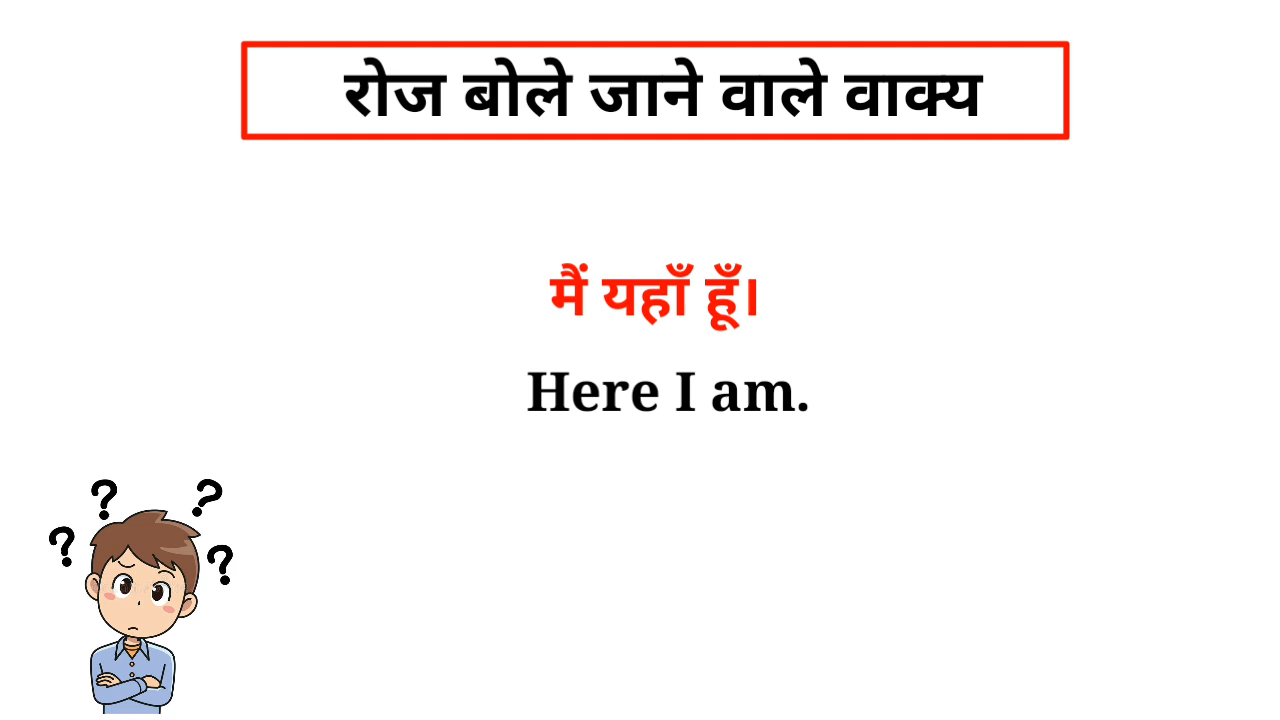 रोज बोले जाने वाले वाक्य
मैं यहाँ हूँ।
Here I am.
? ? ? ?